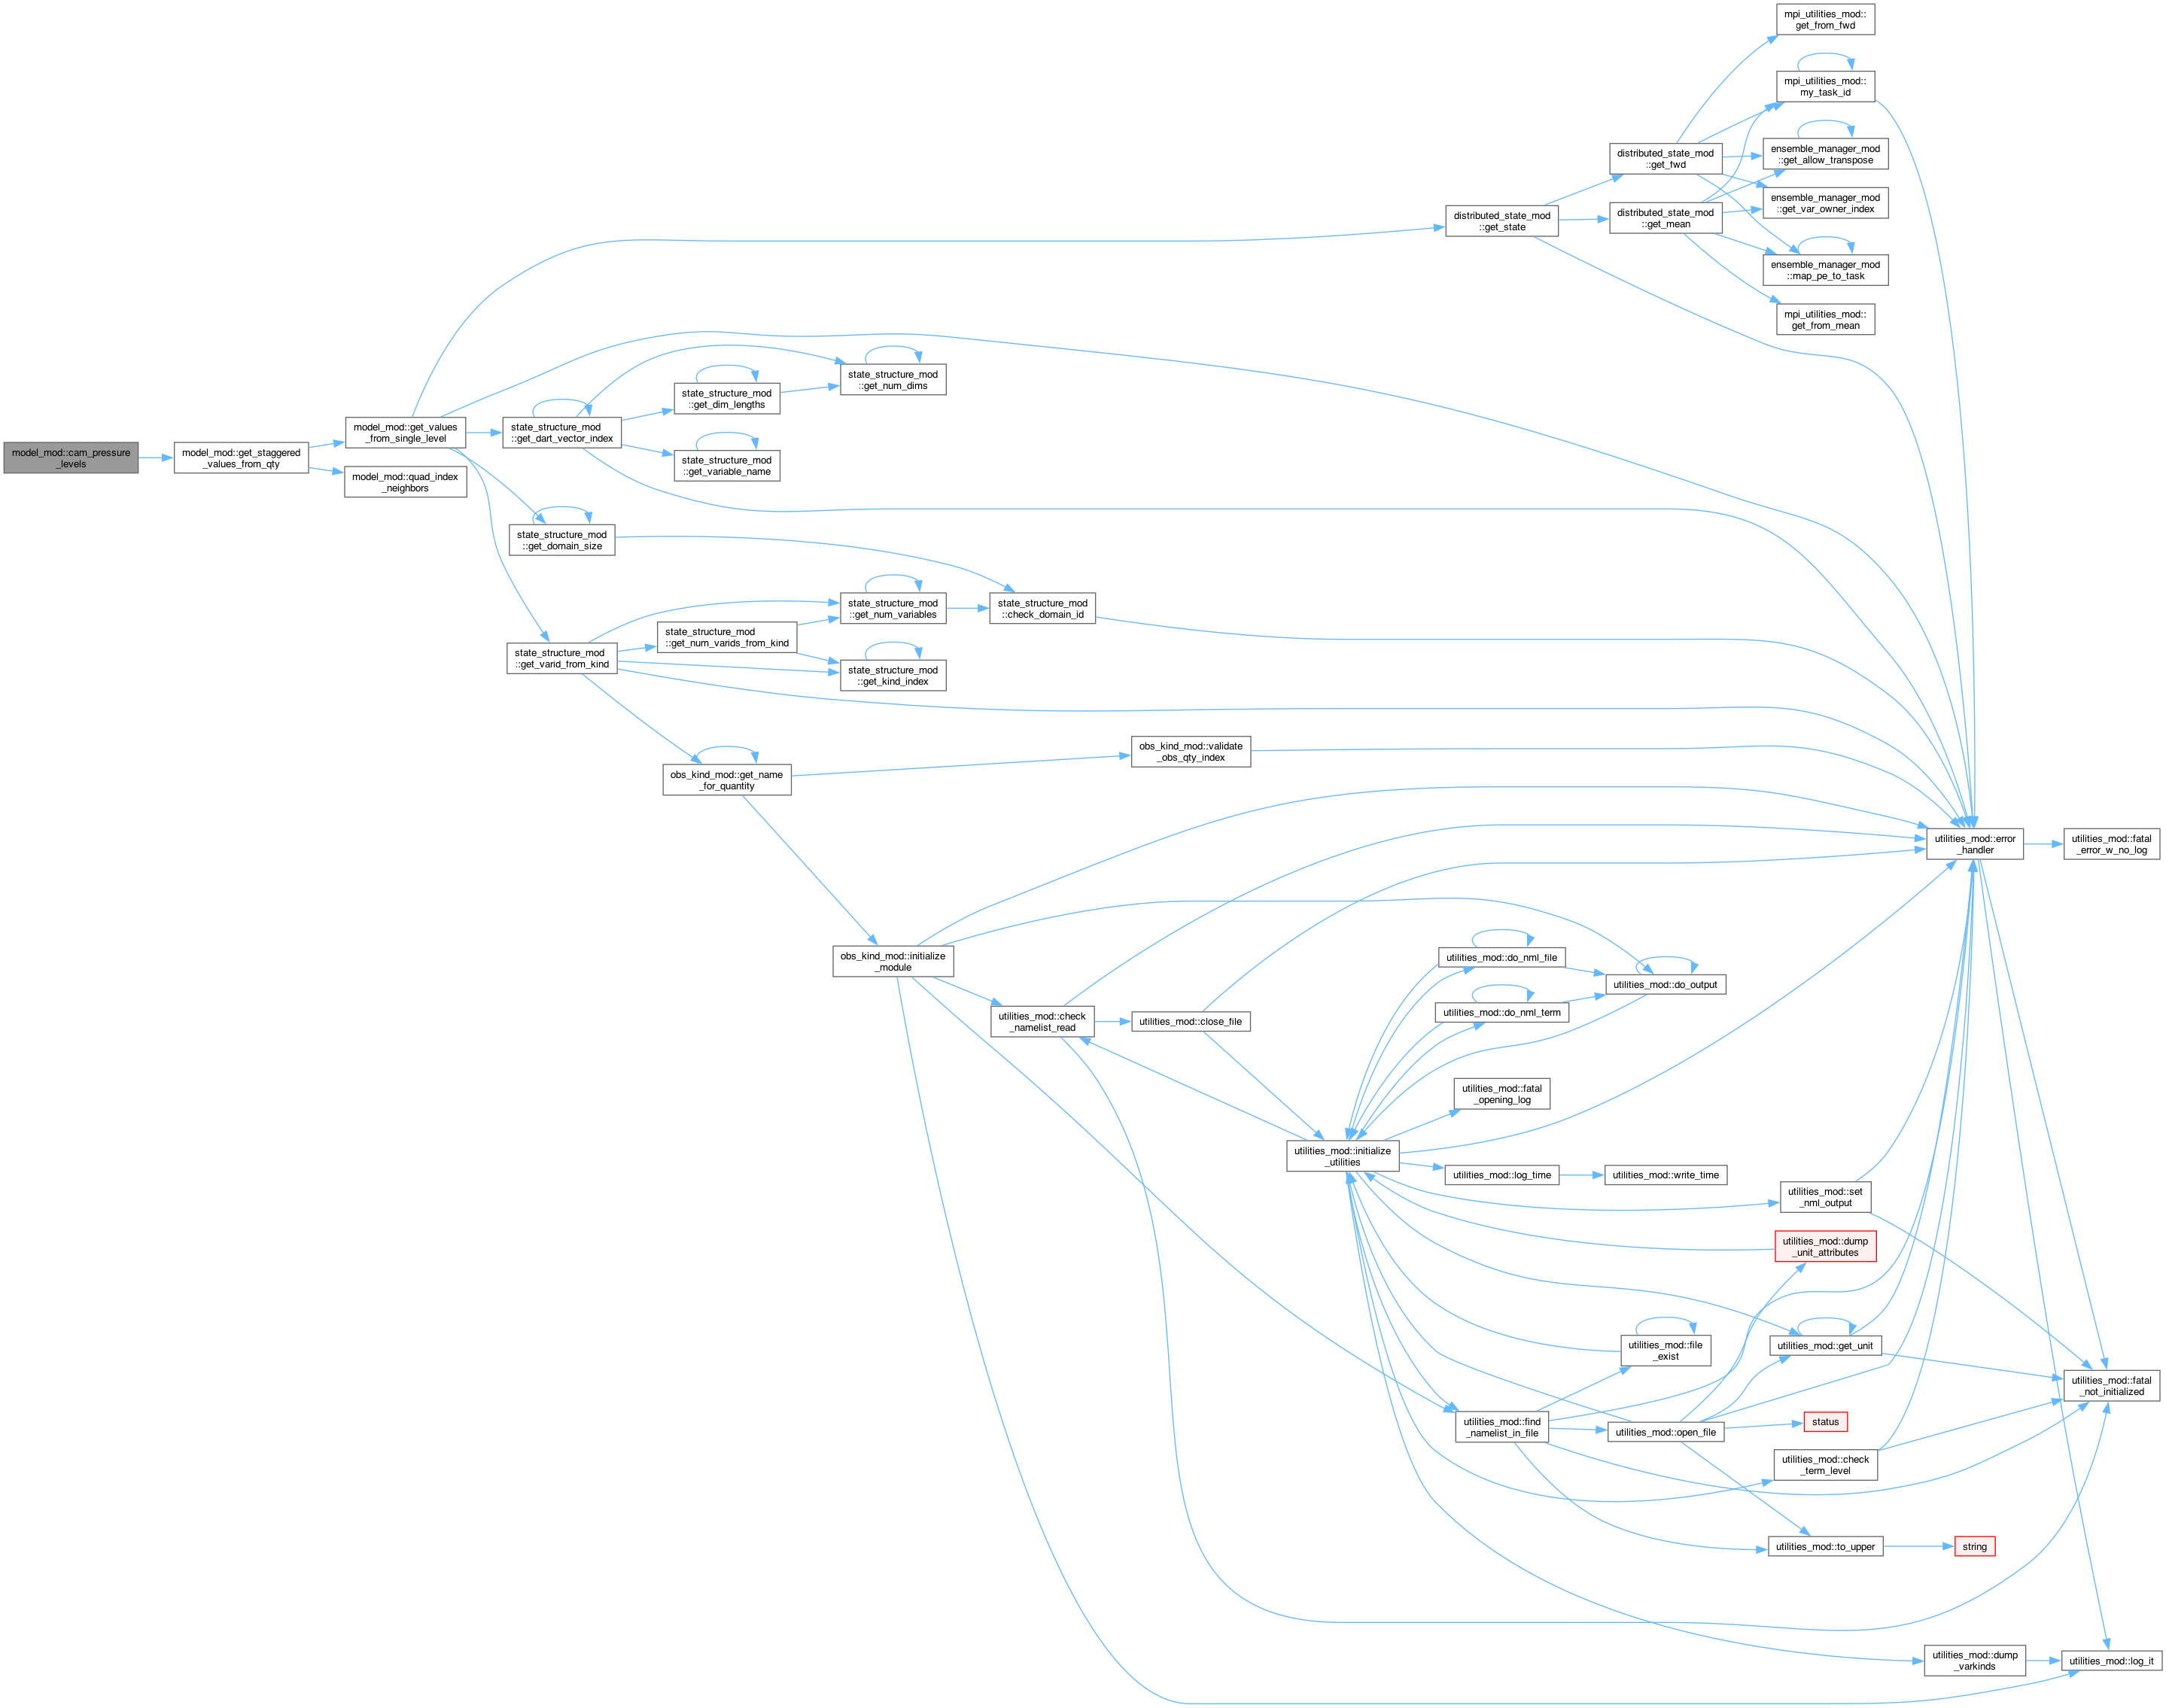 mpi_utilities_mod::
get_from_fwd
mpi_utilities_mod::
my_task_id
ensemble_manager_mod
::get_allow_transpose
distributed_state_mod
::get_fwd
ensemble_manager_mod
::get_var_owner_index
distributed_state_mod
::get_state
distributed_state_mod
::get_mean
ensemble_manager_mod
::map_pe_to_task
mpi_utilities_mod::
get_from_mean
state_structure_mod
::get_num_dims
state_structure_mod
::get_dim_lengths
model_mod::get_values
_from_single_level
state_structure_mod
::get_dart_vector_index
model_mod::cam_pressure
_levels
model_mod::get_staggered
_values_from_qty
state_structure_mod
::get_variable_name
model_mod::quad_index
_neighbors
state_structure_mod
::get_domain_size
state_structure_mod
::get_num_variables
state_structure_mod
::check_domain_id
state_structure_mod
::get_num_varids_from_kind
state_structure_mod
::get_varid_from_kind
state_structure_mod
::get_kind_index
obs_kind_mod::validate
_obs_qty_index
obs_kind_mod::get_name
_for_quantity
utilities_mod::error
_handler
utilities_mod::fatal
_error_w_no_log
obs_kind_mod::initialize
_module
utilities_mod::do_nml_file
utilities_mod::do_output
utilities_mod::do_nml_term
utilities_mod::check
_namelist_read
utilities_mod::close_file
utilities_mod::fatal
_opening_log
utilities_mod::initialize
_utilities
utilities_mod::log_time
utilities_mod::write_time
utilities_mod::set
_nml_output
utilities_mod::dump
_unit_attributes
utilities_mod::file
_exist
utilities_mod::get_unit
utilities_mod::fatal
_not_initialized
utilities_mod::find
_namelist_in_file
utilities_mod::open_file
status
utilities_mod::check
_term_level
utilities_mod::to_upper
string
utilities_mod::dump
_varkinds
utilities_mod::log_it